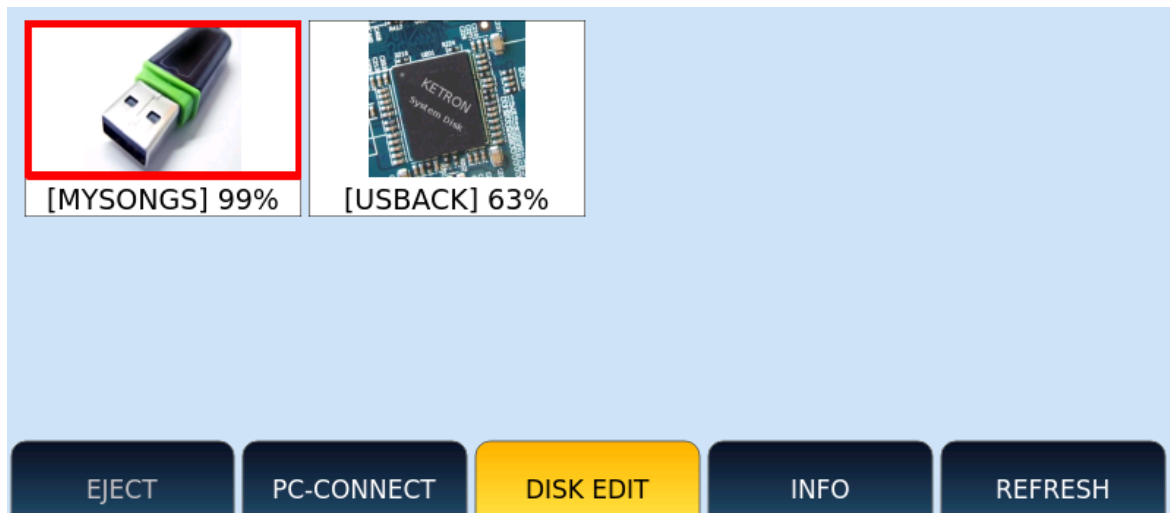 KETRON
System Disk
[MYSONGS] 99%
[USBACK] 63%
EJECT
PC-CONNECT
DISK EDIT
INFO
REFRESH